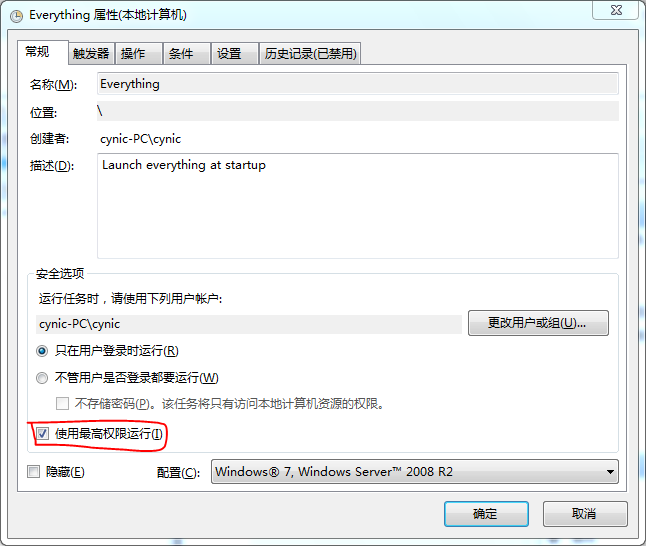 Everything 属性(本地计算机)
常规 触发器 操作 条件 设置 历史记录(已禁用)
名称(M): Everything
位置: \
创建者: cynic-PC\cynic
描述(D): Launch everything at startup
安全选项
运行任务时，请使用下列用户帐户:
cynic-PC\cynic 更改用户或组(U)...
只在用户登录时运行(R)
不管用户是否登录都要运行(W)
不存储密码(P)。该任务将只有访问本地计算机资源的权限。
使用最高权限运行(I)
隐藏(E) 配置(C): Windows® 7, Windows Server™ 2008 R2
确定 取消